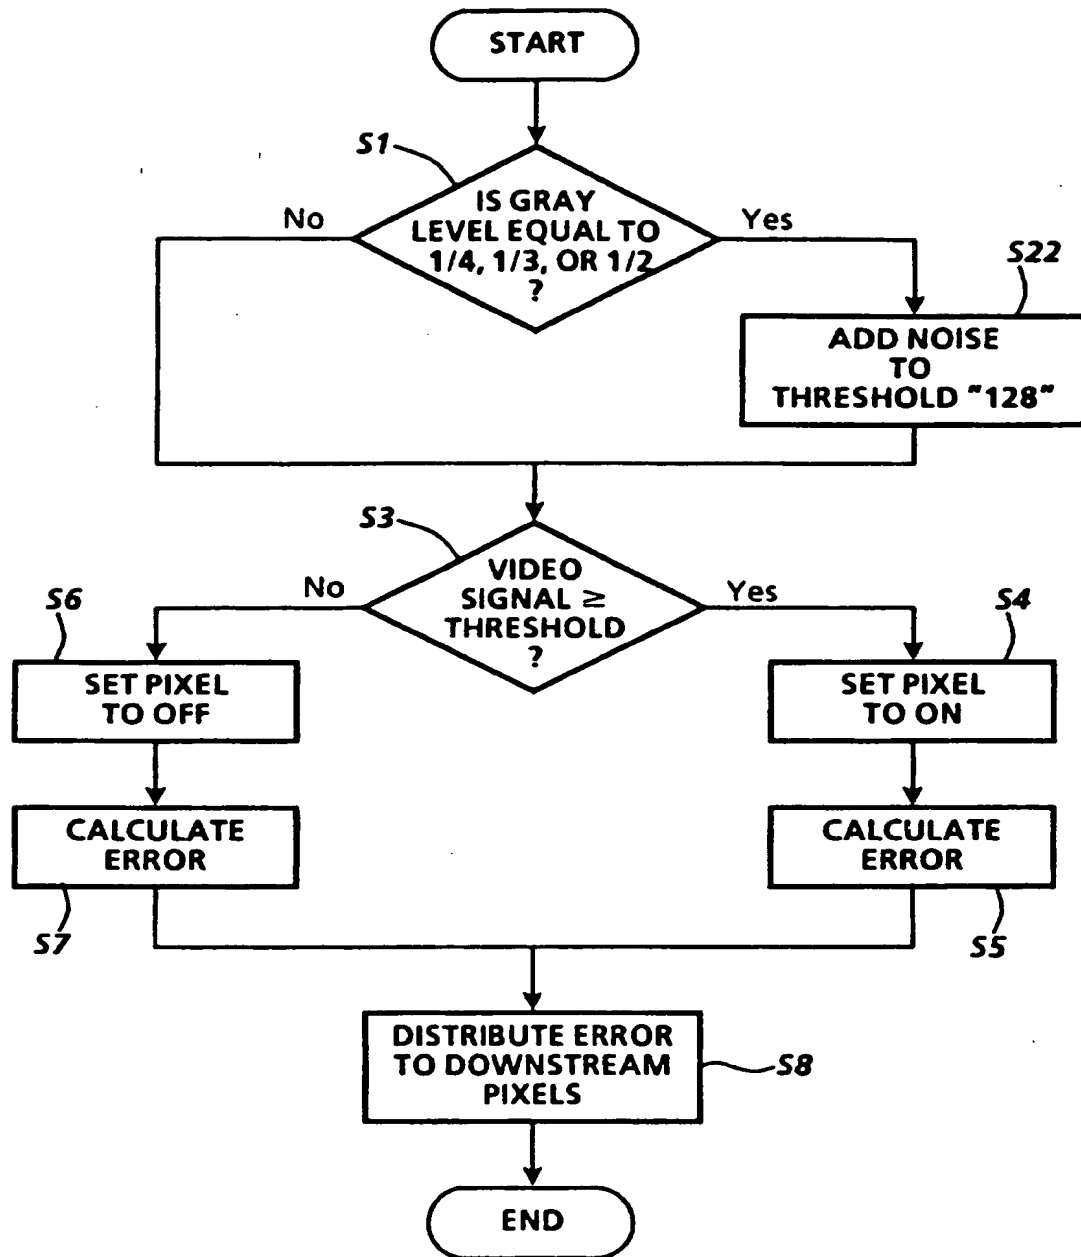 START
S1
IS GRAY
LEVEL EQUAL TO
1/4, 1/3, OR 1/2
?
No
Yes
S22
ADD NOISE
TO
THRESHOLD "128"
S3
VIDEO
SIGNAL ≥
THRESHOLD
?
No
Yes
S6
SET PIXEL
TO OFF
S4
SET PIXEL
TO ON
CALCULATE
ERROR
S7
CALCULATE
ERROR
S5
DISTRIBUTE ERROR
TO DOWNSTREAM
PIXELS
S8
END